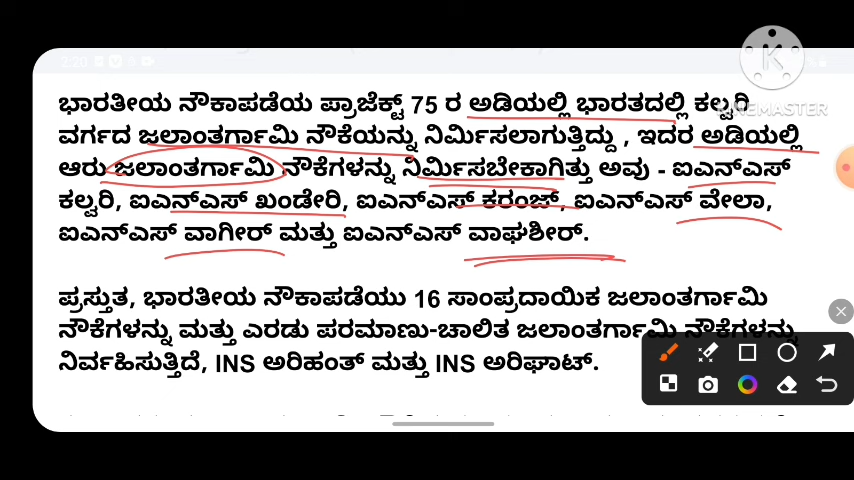 2:20
KINEMASTER
ಭಾರತೀಯ ನೌಕಾಪಡೆಯ ಪ್ರಾಜೆಕ್ಟ್ 75 ರ ಅಡಿಯಲ್ಲಿ ಭಾರತದಲ್ಲಿ ಕಲ್ವರಿ
ವರ್ಗದ ಜಲಾಂತರ್ಗಾಮಿ ನೌಕೆಯನ್ನು ನಿರ್ಮಿಸಲಾಗುತ್ತಿದ್ದು , ಇದರ ಅಡಿಯಲ್ಲಿ
ಆರು ಜಲಾಂತರ್ಗಾಮಿ ನೌಕೆಗಳನ್ನು ನಿರ್ಮಿಸಬೇಕಾಗಿತ್ತು ಅವು - ಐಎನ್ಎಸ್
ಕಲ್ವರಿ, ಐಎನ್ಎಸ್ ಖಂಡೇರಿ, ಐಎನ್ಎಸ್ ಕರಂಜ್, ಐಎನ್ಎಸ್ ವೇಲಾ,
ಐಎನ್ಎಸ್ ವಾಗೀರ್ ಮತ್ತು ಐಎನ್ಎಸ್ ವಾಘಶೀರ್.
ಪ್ರಸ್ತುತ, ಭಾರತೀಯ ನೌಕಾಪಡೆಯು 16 ಸಾಂಪ್ರದಾಯಿಕ ಜಲಾಂತರ್ಗಾಮಿ
ನೌಕೆಗಳನ್ನು ಮತ್ತು ಎರಡು ಪರಮಾಣು-ಚಾಲಿತ ಜಲಾಂತರ್ಗಾಮಿ ನೌಕೆಗಳನ್ನು
ನಿರ್ವಹಿಸುತ್ತಿದೆ, INS ಅರಿಹಂತ್ ಮತ್ತು INS ಅರಿಘಾಟ್.